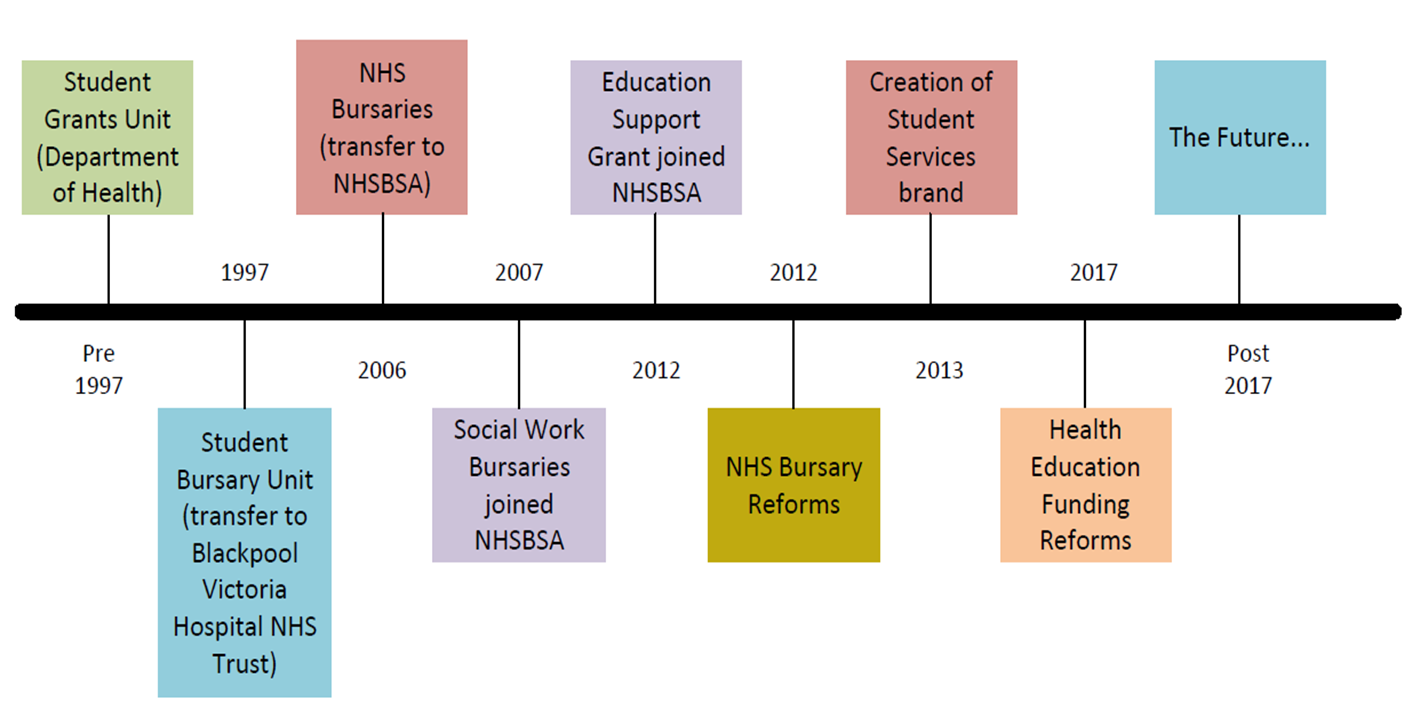 Student
Grants Unit
(Department
of Health)
NHS
Bursaries
(transfer to
NHSBSA)
Education
Support
Grant joined
NHSBSA
Creation of
Student
Services
brand
The Future...
1997
2007
2012
2017
Pre
1997
2006
2012
2013
Post
2017
Student
Bursary Unit
(transfer to
Blackpool
Victoria
Hospital NHS
Trust)
Social Work
Bursaries
joined
NHSBSA
NHS Bursary
Reforms
Health
Education
Funding
Reforms